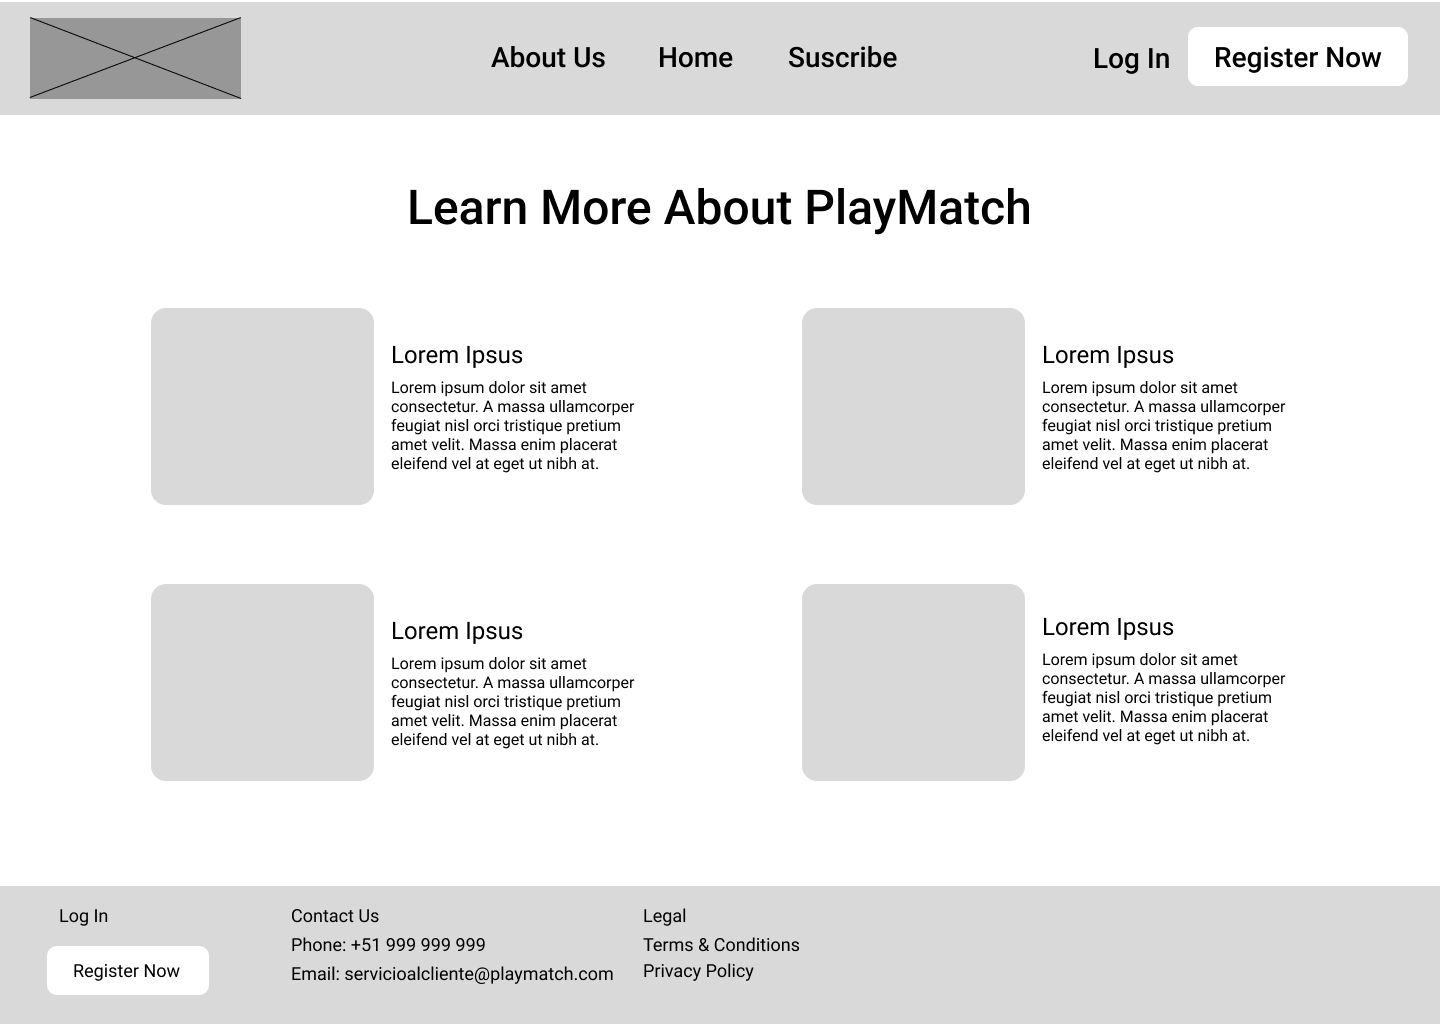 About Us
Home
Suscribe
Log In
Register Now
Learn More About PlayMatch
Lorem Ipsus
Lorem ipsum dolor sit amet
consectetur. A massa ullamcorper
feugiat nisl orci tristique pretium
amet velit. Massa enim placerat
eleifend vel at eget ut nibh at.
Lorem Ipsus
Lorem ipsum dolor sit amet
consectetur. A massa ullamcorper
feugiat nisl orci tristique pretium
amet velit. Massa enim placerat
eleifend vel at eget ut nibh at.
Lorem Ipsus
Lorem ipsum dolor sit amet
consectetur. A massa ullamcorper
feugiat nisl orci tristique pretium
amet velit. Massa enim placerat
eleifend vel at eget ut nibh at.
Lorem Ipsus
Lorem ipsum dolor sit amet
consectetur. A massa ullamcorper
feugiat nisl orci tristique pretium
amet velit. Massa enim placerat
eleifend vel at eget ut nibh at.
Log In
Register Now
Contact Us
Phone: +51 999 999 999
Email: servicioalcliente@playmatch.com
Legal
Terms & Conditions
Privacy Policy